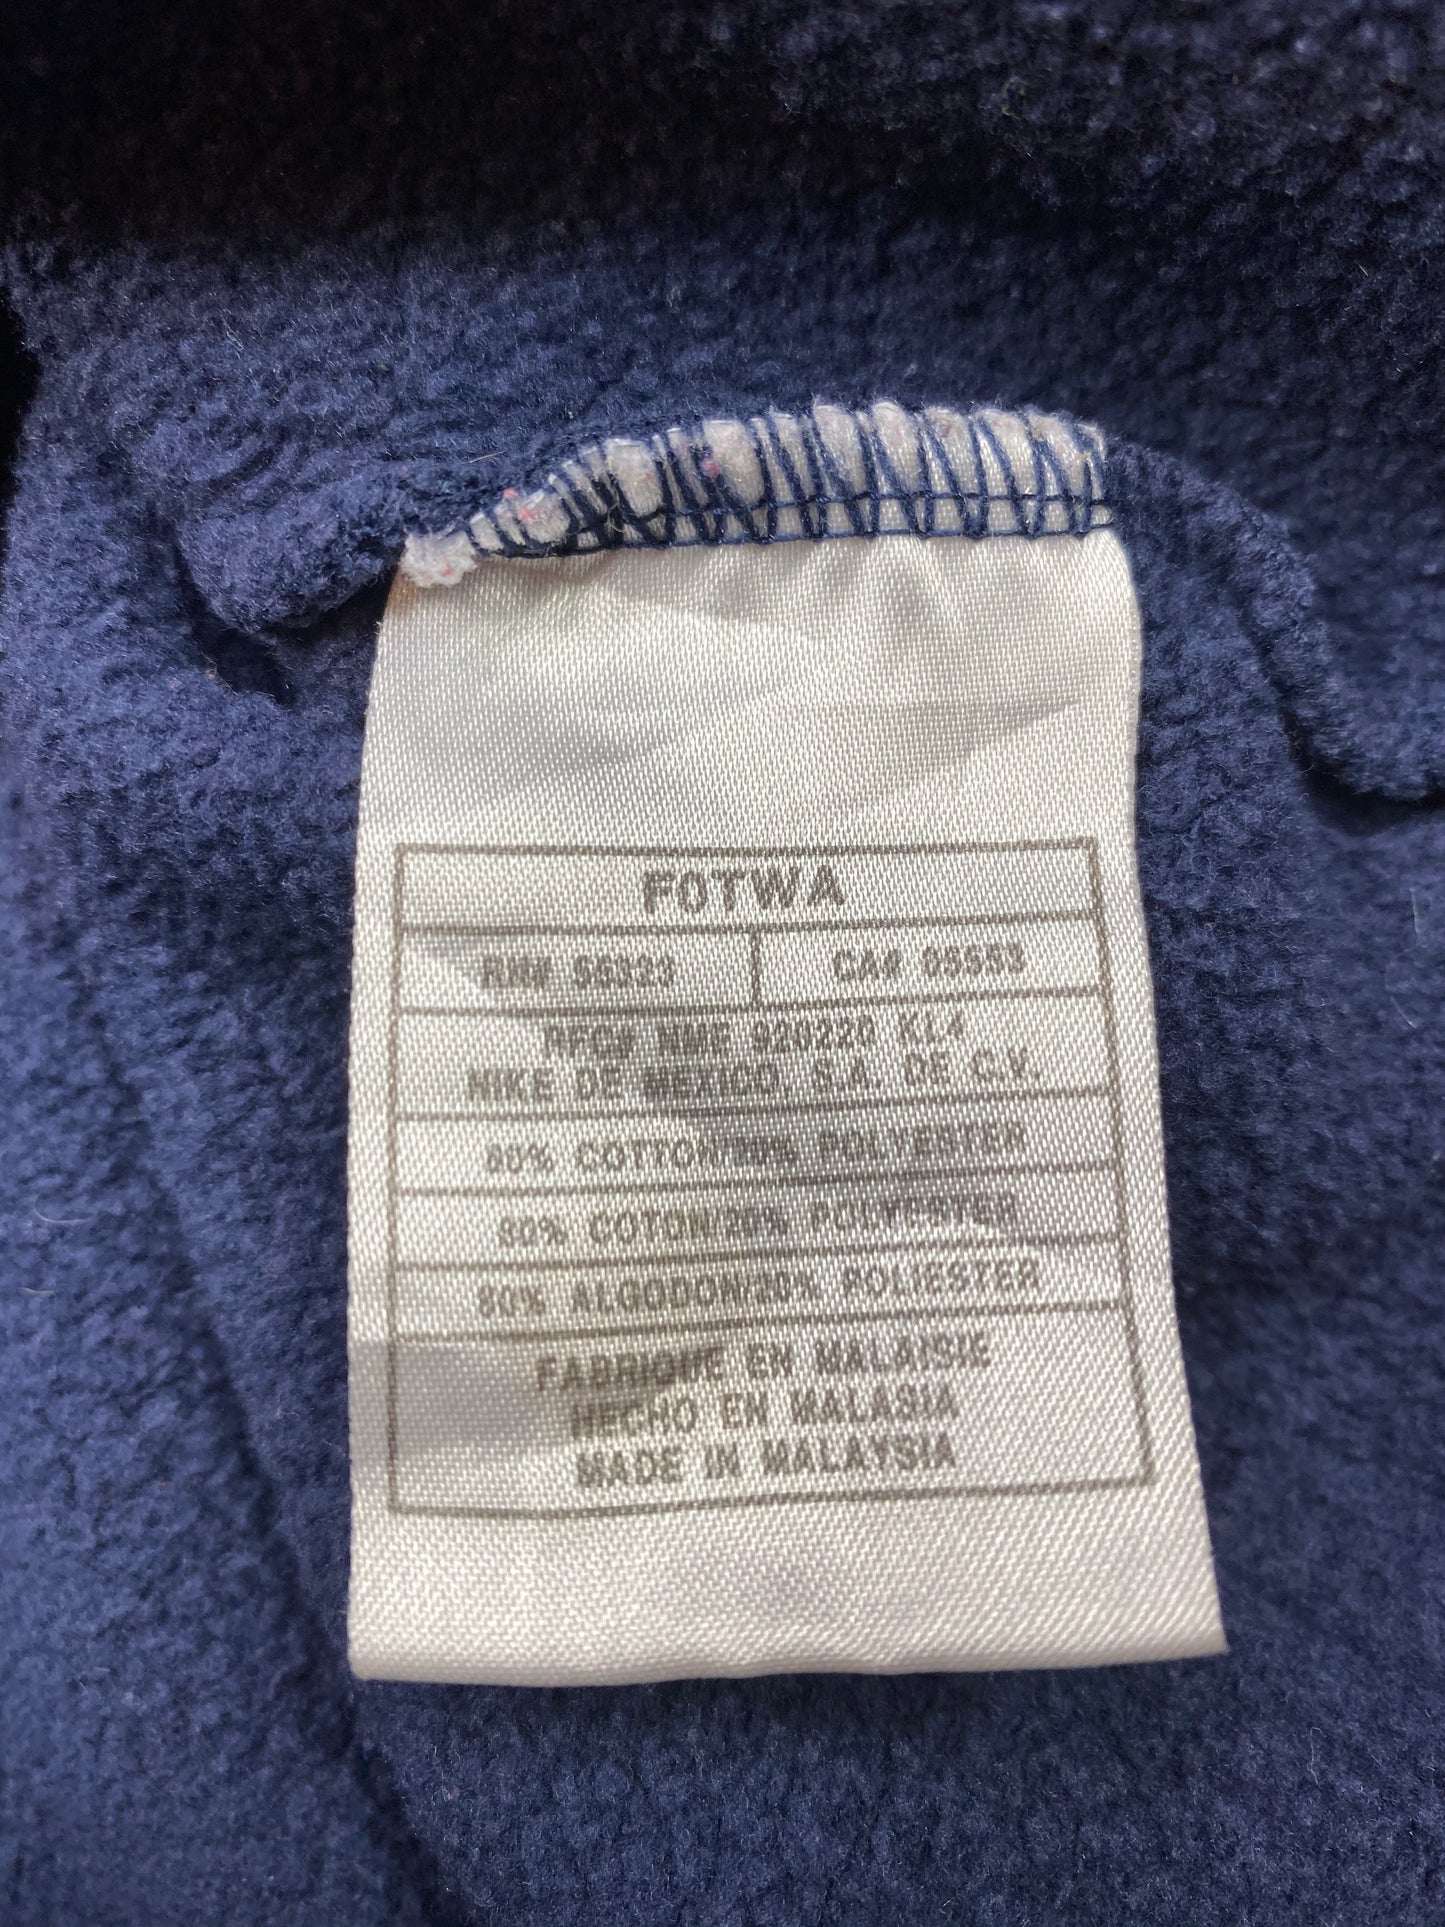 F0TWA
RN# 56323 CA# 05553
RFC# NME 920220 KL4
NIKE DE MEXICO, S.A. DE C.V.
80% COTTON/20% POLYESTER
80% COTON/20% POLYESTER
80% ALGODON/20% POLIESTER
FABRIQUE EN MALAISIE
HECHO EN MALASIA
MADE IN MALAYSIA